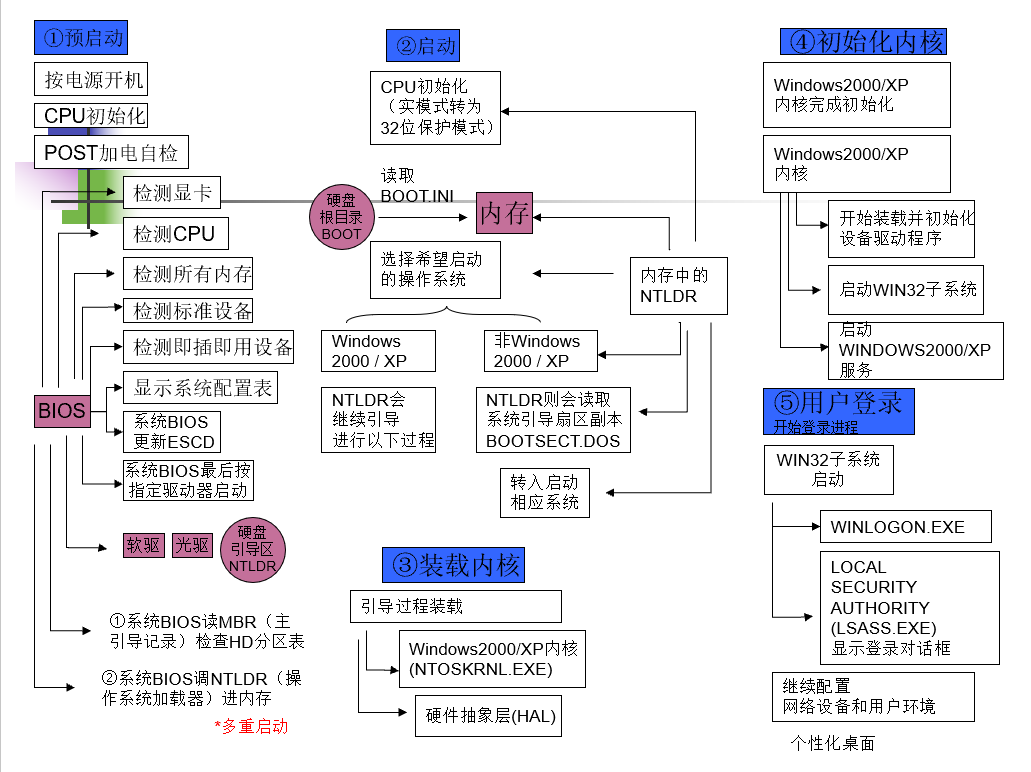 ①预启动
按电源开机
CPU初始化
POST加电自检
检测显卡
检测CPU
检测所有内存
检测标准设备
检测即插即用设备
BIOS
显示系统配置表
系统BIOS
更新ESCD
系统BIOS最后按
指定驱动器启动
软驱
光驱
硬盘
引导区
NTLDR
①系统BIOS读MBR（主
引导记录）检查HD分区表
②系统BIOS调NTLDR（操
作系统加载器）进内存
*多重启动
②启动
CPU初始化
（实模式转为
32位保护模式）
读取
BOOT.INI
硬盘
根目录
BOOT
内存
选择希望启动
的操作系统
内存中的
NTLDR
Windows
2000 / XP
非Windows
2000 / XP
NTLDR会
继续引导
进行以下过程
NTLDR则会读取
系统引导扇区副本
BOOTSECT.DOS
转入启动
相应系统
③装载内核
引导过程装载
Windows2000/XP内核
(NTOSKRNL.EXE)
硬件抽象层(HAL)
④初始化内核
Windows2000/XP
内核完成初始化
Windows2000/XP
内核
开始装载并初始化
设备驱动程序
启动WIN32子系统
启动
WINDOWS2000/XP
服务
⑤用户登录
开始登录进程
WIN32子系统
启动
WINLOGON.EXE
LOCAL
SECURITY
AUTHORITY
(LSASS.EXE)
显示登录对话框
继续配置
网络设备和用户环境
个性化桌面